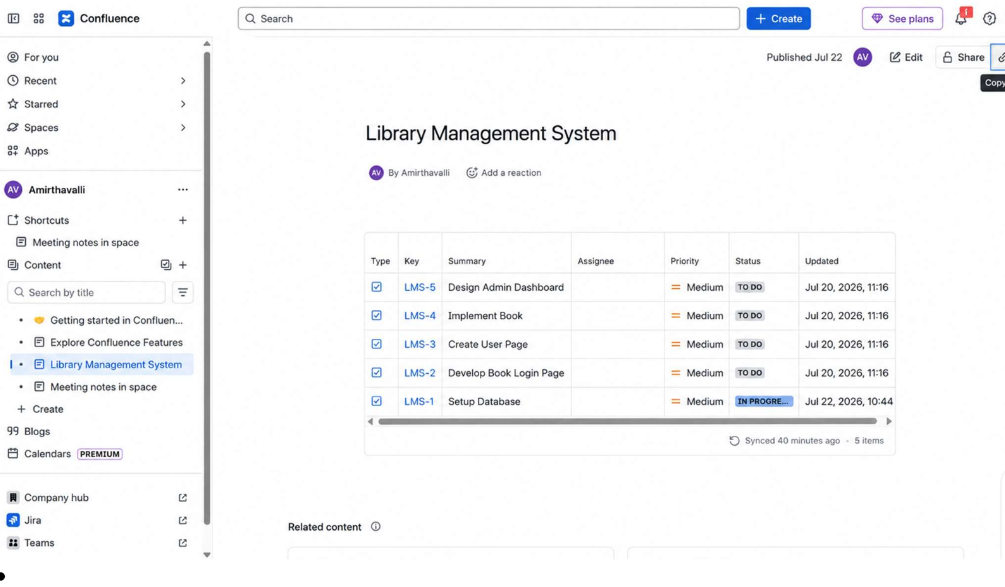 Confluence
Search
+ Create
See plans
For you
Recent
Starred
Spaces
Apps
AV Amirthavalli
Shortcuts
Meeting notes in space
Content
Search by title
Getting started in Confluen...
Explore Confluence Features
Library Management System
Meeting notes in space
+ Create
Blogs
Calendars PREMIUM
Company hub
Jira
Teams
Published Jul 22 AV Edit Share
Copy
Library Management System
AV By Amirthavalli Add a reaction
Type Key Summary Assignee Priority Status Updated
LMS-5 Design Admin Dashboard Medium TO DO Jul 20, 2026, 11:16
LMS-4 Implement Book Medium TO DO Jul 20, 2026, 11:16
LMS-3 Create User Page Medium TO DO Jul 20, 2026, 11:16
LMS-2 Develop Book Login Page Medium TO DO Jul 20, 2026, 11:16
LMS-1 Setup Database Medium IN PROGRE... Jul 22, 2026, 10:44
Synced 40 minutes ago · 5 items
Related content